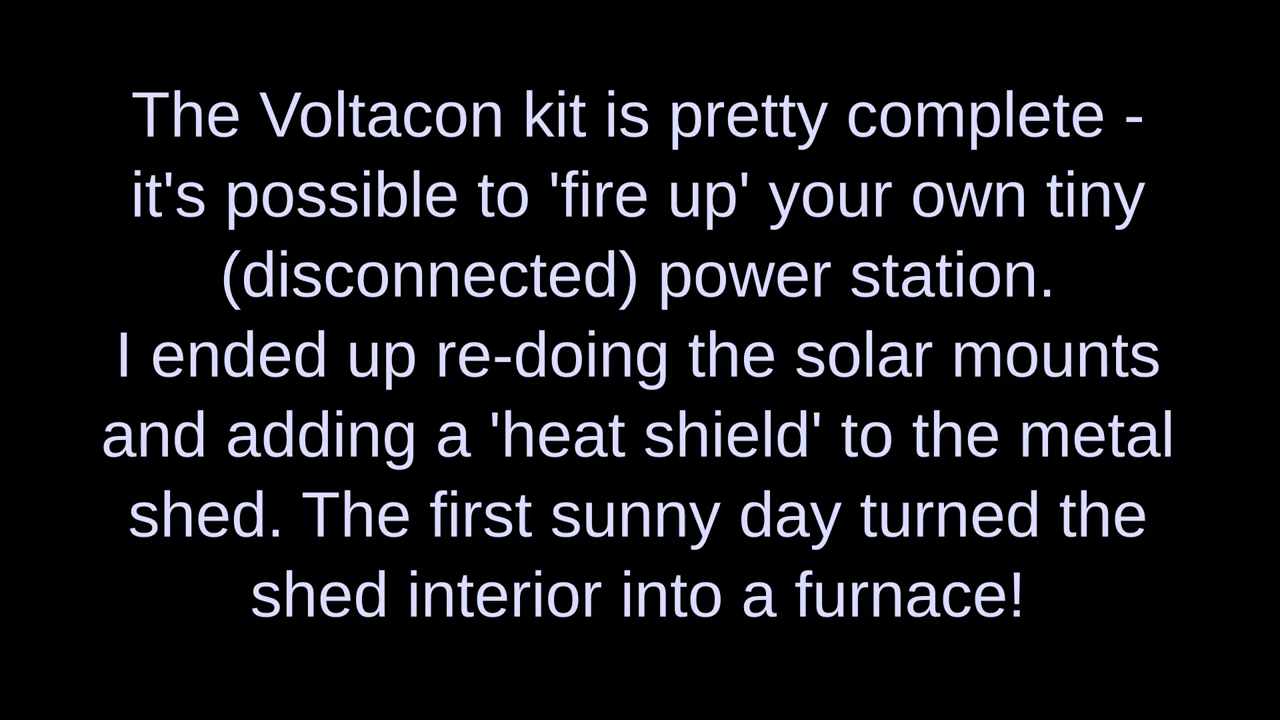 The Voltacon kit is pretty complete -
it's possible to 'fire up' your own tiny
(disconnected) power station.
I ended up re-doing the solar mounts
and adding a 'heat shield' to the metal
shed. The first sunny day turned the
shed interior into a furnace!